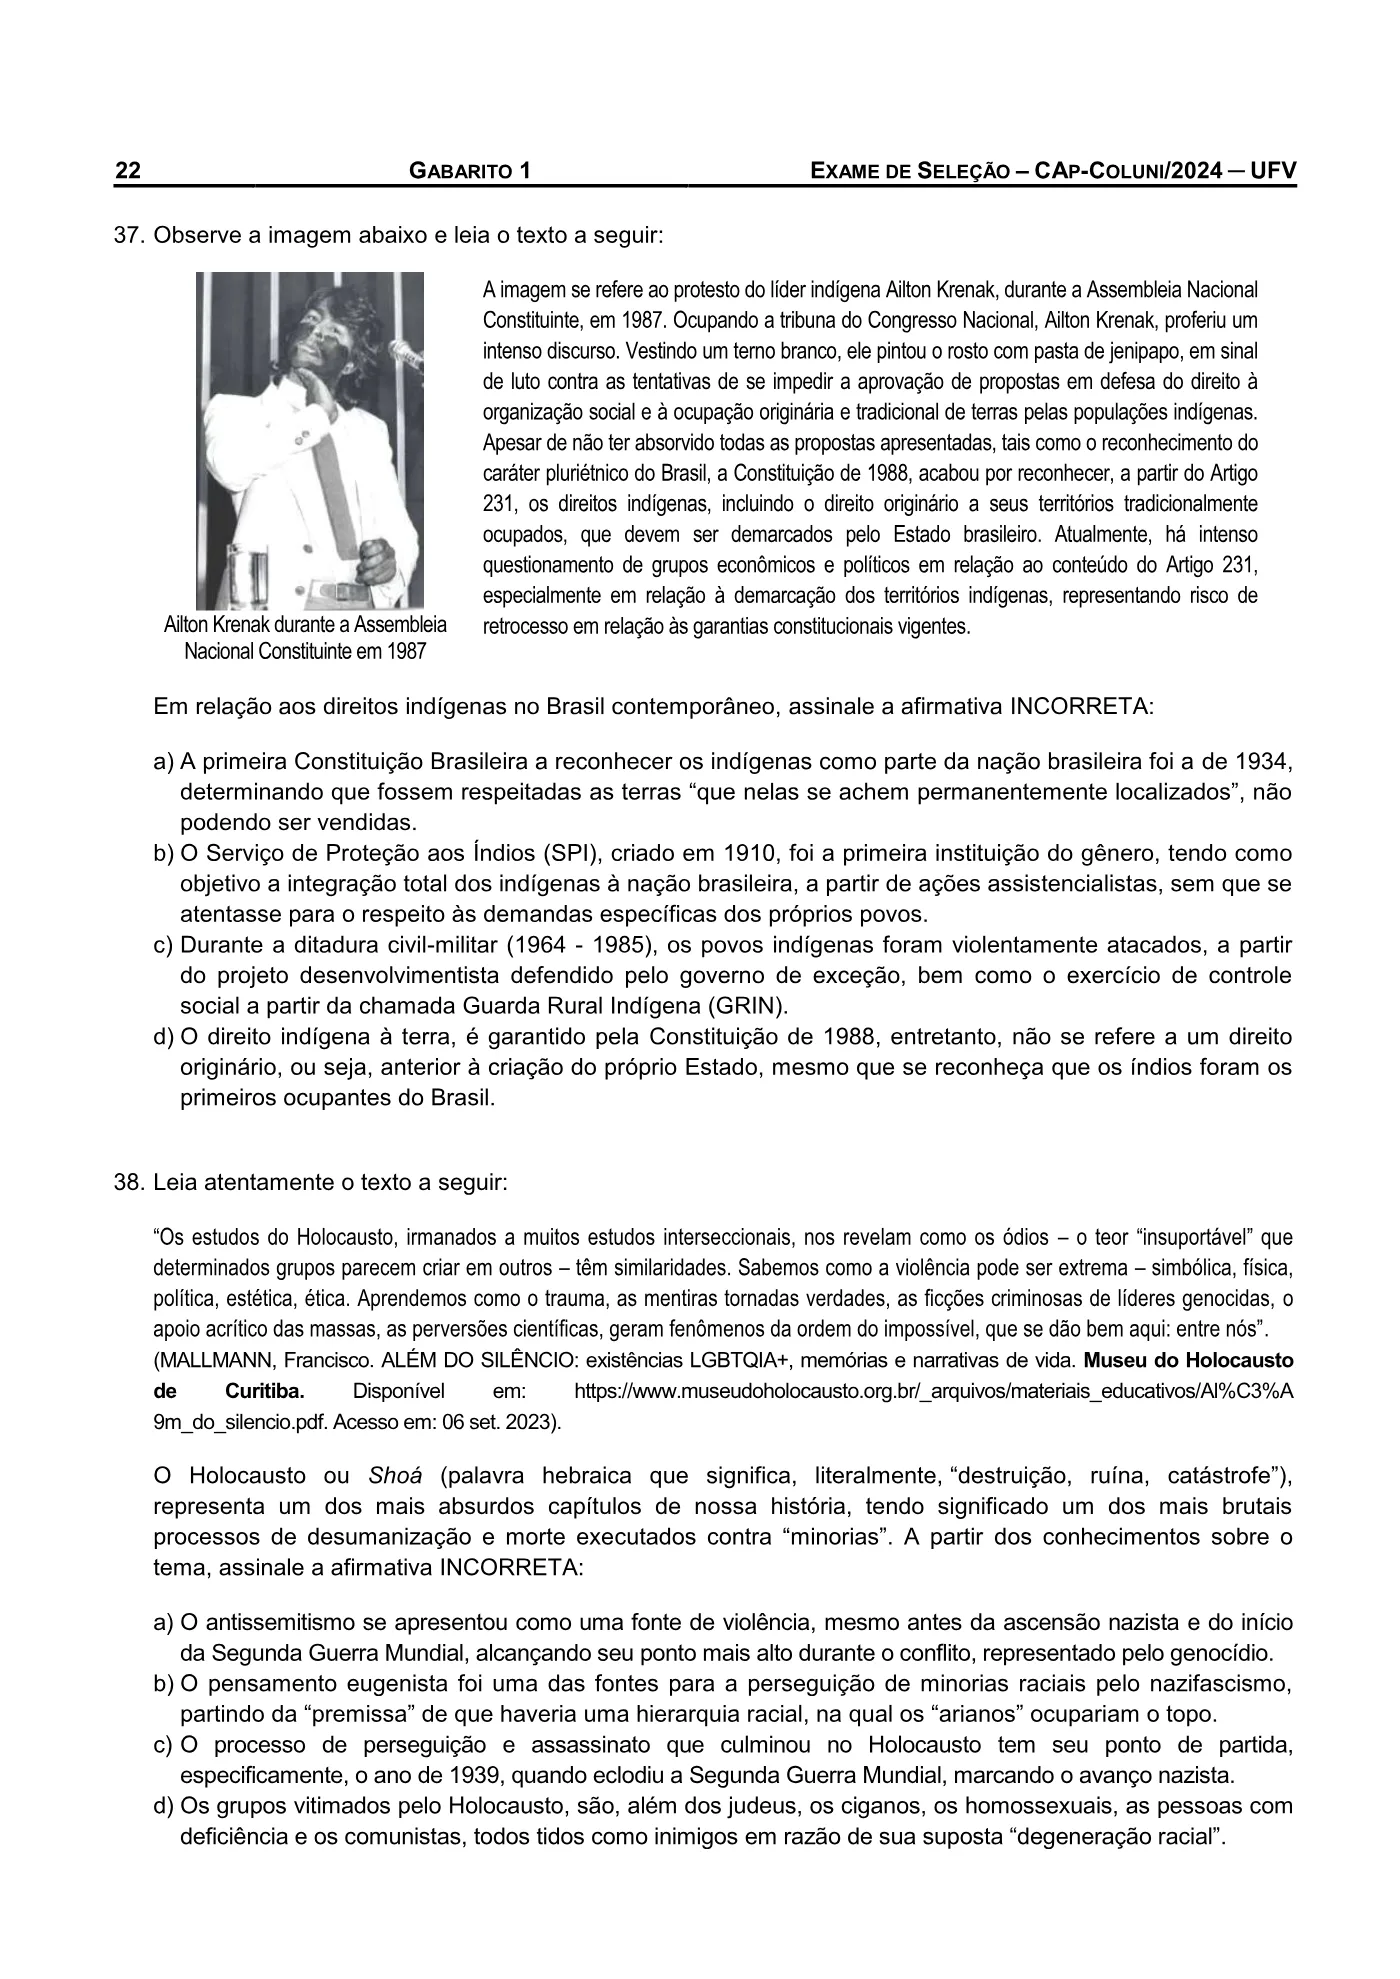 22 GABARITO 1 EXAME DE SELEÇÃO – CAP-COLUNI/2024 — UFV
37. Observe a imagem abaixo e leia o texto a seguir:
A imagem se refere ao protesto do líder indígena Ailton Krenak, durante a Assembleia Nacional
Constituinte, em 1987. Ocupando a tribuna do Congresso Nacional, Ailton Krenak, proferiu um
intenso discurso. Vestindo um terno branco, ele pintou o rosto com pasta de jenipapo, em sinal
de luto contra as tentativas de se impedir a aprovação de propostas em defesa do direito à
organização social e à ocupação originária e tradicional de terras pelas populações indígenas.
Apesar de não ter absorvido todas as propostas apresentadas, tais como o reconhecimento do
caráter pluriétnico do Brasil, a Constituição de 1988, acabou por reconhecer, a partir do Artigo
231, os direitos indígenas, incluindo o direito originário a seus territórios tradicionalmente
ocupados, que devem ser demarcados pelo Estado brasileiro. Atualmente, há intenso
questionamento de grupos econômicos e políticos em relação ao conteúdo do Artigo 231,
especialmente em relação à demarcação dos territórios indígenas, representando risco de
retrocesso em relação às garantias constitucionais vigentes.
Ailton Krenak durante a Assembleia
Nacional Constituinte em 1987
Em relação aos direitos indígenas no Brasil contemporâneo, assinale a afirmativa INCORRETA:
a) A primeira Constituição Brasileira a reconhecer os indígenas como parte da nação brasileira foi a de 1934,
determinando que fossem respeitadas as terras “que nelas se achem permanentemente localizados”, não
podendo ser vendidas.
b) O Serviço de Proteção aos Índios (SPI), criado em 1910, foi a primeira instituição do gênero, tendo como
objetivo a integração total dos indígenas à nação brasileira, a partir de ações assistencialistas, sem que se
atentasse para o respeito às demandas específicas dos próprios povos.
c) Durante a ditadura civil-militar (1964 - 1985), os povos indígenas foram violentamente atacados, a partir
do projeto desenvolvimentista defendido pelo governo de exceção, bem como o exercício de controle
social a partir da chamada Guarda Rural Indígena (GRIN).
d) O direito indígena à terra, é garantido pela Constituição de 1988, entretanto, não se refere a um direito
originário, ou seja, anterior à criação do próprio Estado, mesmo que se reconheça que os índios foram os
primeiros ocupantes do Brasil.
38. Leia atentamente o texto a seguir:
“Os estudos do Holocausto, irmanados a muitos estudos interseccionais, nos revelam como os ódios – o teor “insuportável” que
determinados grupos parecem criar em outros – têm similaridades. Sabemos como a violência pode ser extrema – simbólica, física,
política, estética, ética. Aprendemos como o trauma, as mentiras tornadas verdades, as ficções criminosas de líderes genocidas, o
apoio acrítico das massas, as perversões científicas, geram fenômenos da ordem do impossível, que se dão bem aqui: entre nós”.
(MALLMANN, Francisco. ALÉM DO SILÊNCIO: existências LGBTQIA+, memórias e narrativas de vida. Museu do Holocausto
de Curitiba. Disponível em: https://www.museudoholocausto.org.br/_arquivos/materiais_educativos/Al%C3%A
9m_do_silencio.pdf. Acesso em: 06 set. 2023).
O Holocausto ou Shoá (palavra hebraica que significa, literalmente, “destruição, ruína, catástrofe”),
representa um dos mais absurdos capítulos de nossa história, tendo significado um dos mais brutais
processos de desumanização e morte executados contra “minorias”. A partir dos conhecimentos sobre o
tema, assinale a afirmativa INCORRETA:
a) O antissemitismo se apresentou como uma fonte de violência, mesmo antes da ascensão nazista e do início
da Segunda Guerra Mundial, alcançando seu ponto mais alto durante o conflito, representado pelo genocídio.
b) O pensamento eugenista foi uma das fontes para a perseguição de minorias raciais pelo nazifascismo,
partindo da “premissa” de que haveria uma hierarquia racial, na qual os “arianos” ocupariam o topo.
c) O processo de perseguição e assassinato que culminou no Holocausto tem seu ponto de partida,
especificamente, o ano de 1939, quando eclodiu a Segunda Guerra Mundial, marcando o avanço nazista.
d) Os grupos vitimados pelo Holocausto, são, além dos judeus, os ciganos, os homossexuais, as pessoas com
deficiência e os comunistas, todos tidos como inimigos em razão de sua suposta “degeneração racial”.